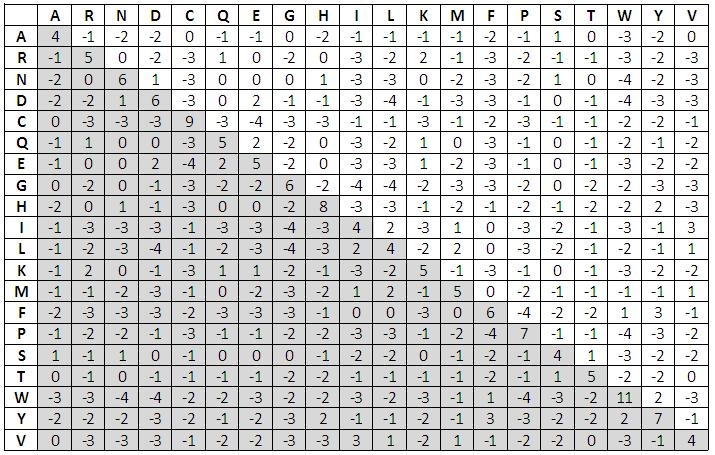 A R N D C Q E G H I L K M F P S T W Y V
A 4 -1 -2 -2 0 -1 -1 0 -2 -1 -1 -1 -1 -2 -1 1 0 -3 -2 0
R -1 5 0 -2 -3 1 0 -2 0 -3 -2 2 -1 -3 -2 -1 -1 -3 -2 -3
N -2 0 6 1 -3 0 0 0 1 -3 -3 0 -2 -3 -2 1 0 -4 -2 -3
D -2 -2 1 6 -3 0 2 -1 -1 -3 -4 -1 -3 -3 -1 0 -1 -4 -3 -3
C 0 -3 -3 -3 9 -3 -4 -3 -3 -1 -1 -3 -1 -2 -3 -1 -1 -2 -2 -1
Q -1 1 0 0 -3 5 2 -2 0 -3 -2 1 0 -3 -1 0 -1 -2 -1 -2
E -1 0 0 2 -4 2 5 -2 0 -3 -3 1 -2 -3 -1 0 -1 -3 -2 -2
G 0 -2 0 -1 -3 -2 -2 6 -2 -4 -4 -2 -3 -3 -2 0 -2 -2 -3 -3
H -2 0 1 -1 -3 0 0 -2 8 -3 -3 -1 -2 -1 -2 -1 -2 -2 2 -3
I -1 -3 -3 -3 -1 -3 -3 -4 -3 4 2 -3 1 0 -3 -2 -1 -3 -1 3
L -1 -2 -3 -4 -1 -2 -3 -4 -3 2 4 -2 2 0 -3 -2 -1 -2 -1 1
K -1 2 0 -1 -3 1 1 -2 -1 -3 -2 5 -1 -3 -1 0 -1 -3 -2 -2
M -1 -1 -2 -3 -1 0 -2 -3 -2 1 2 -1 5 0 -2 -1 -1 -1 -1 1
F -2 -3 -3 -3 -2 -3 -3 -3 -1 0 0 -3 0 6 -4 -2 -2 1 3 -1
P -1 -2 -2 -1 -3 -1 -1 -2 -2 -3 -3 -1 -2 -4 7 -1 -1 -4 -3 -2
S 1 -1 1 0 -1 0 0 0 -1 -2 -2 0 -1 -2 -1 4 1 -3 -2 -2
T 0 -1 0 -1 -1 -1 -1 -2 -2 -1 -1 -1 -1 -2 -1 1 5 -2 -2 0
W -3 -3 -4 -4 -2 -2 -3 -2 -2 -3 -2 -3 -1 1 -4 -3 -2 11 2 -3
Y -2 -2 -2 -3 -2 -1 -2 -3 2 -1 -1 -2 -1 3 -3 -2 -2 2 7 -1
V 0 -3 -3 -3 -1 -2 -2 -3 -3 3 1 -2 1 -1 -2 -2 0 -3 -1 4